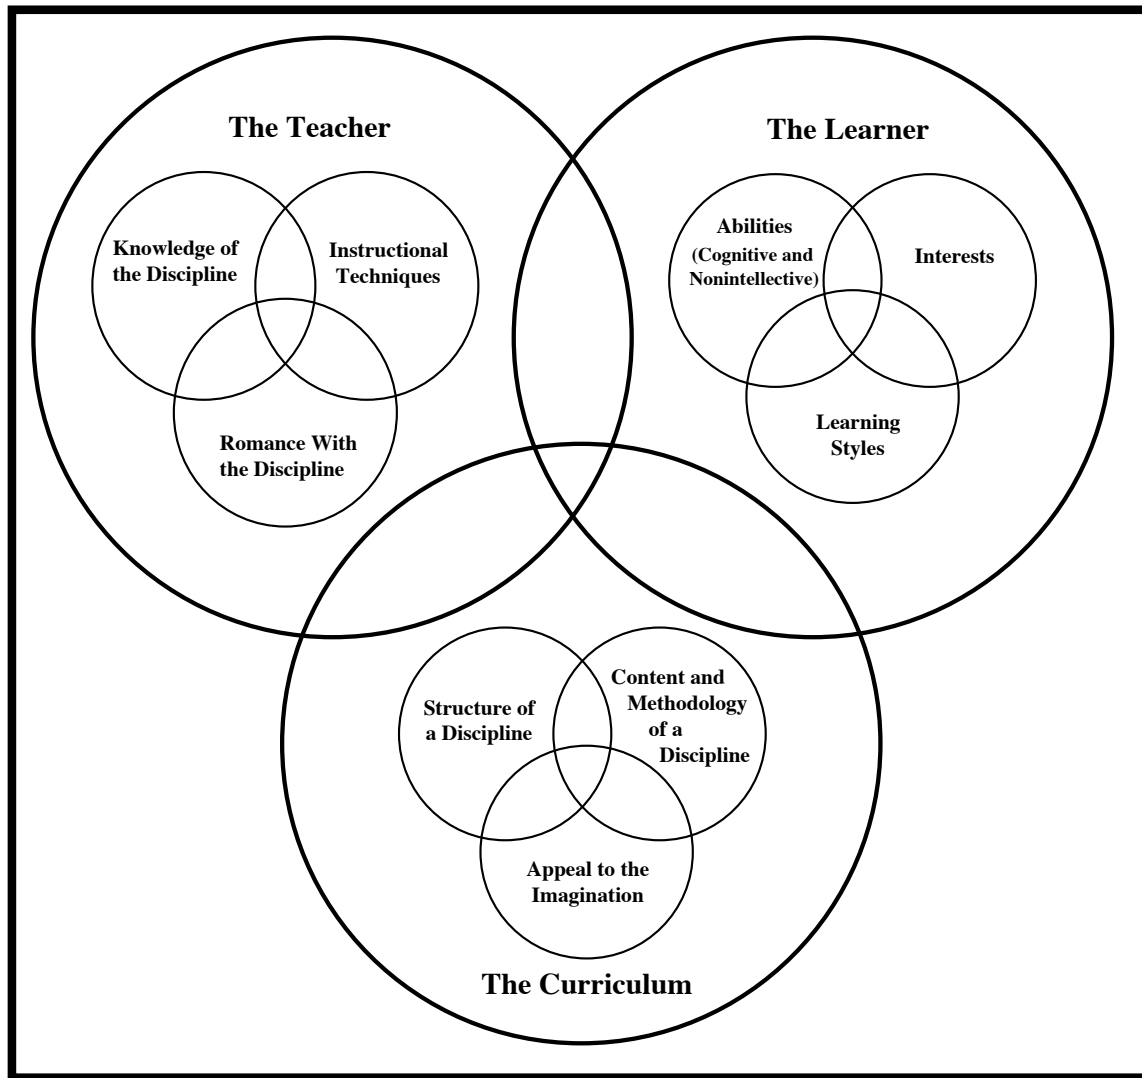 The Teacher
Knowledge of
the Discipline
Instructional
Techniques
Romance With
the Discipline
The Learner
Abilities
(Cognitive and
Nonintellective)
Interests
Learning
Styles
Structure of
a Discipline
Content and
Methodology
of a
Discipline
Appeal to the
Imagination
The Curriculum